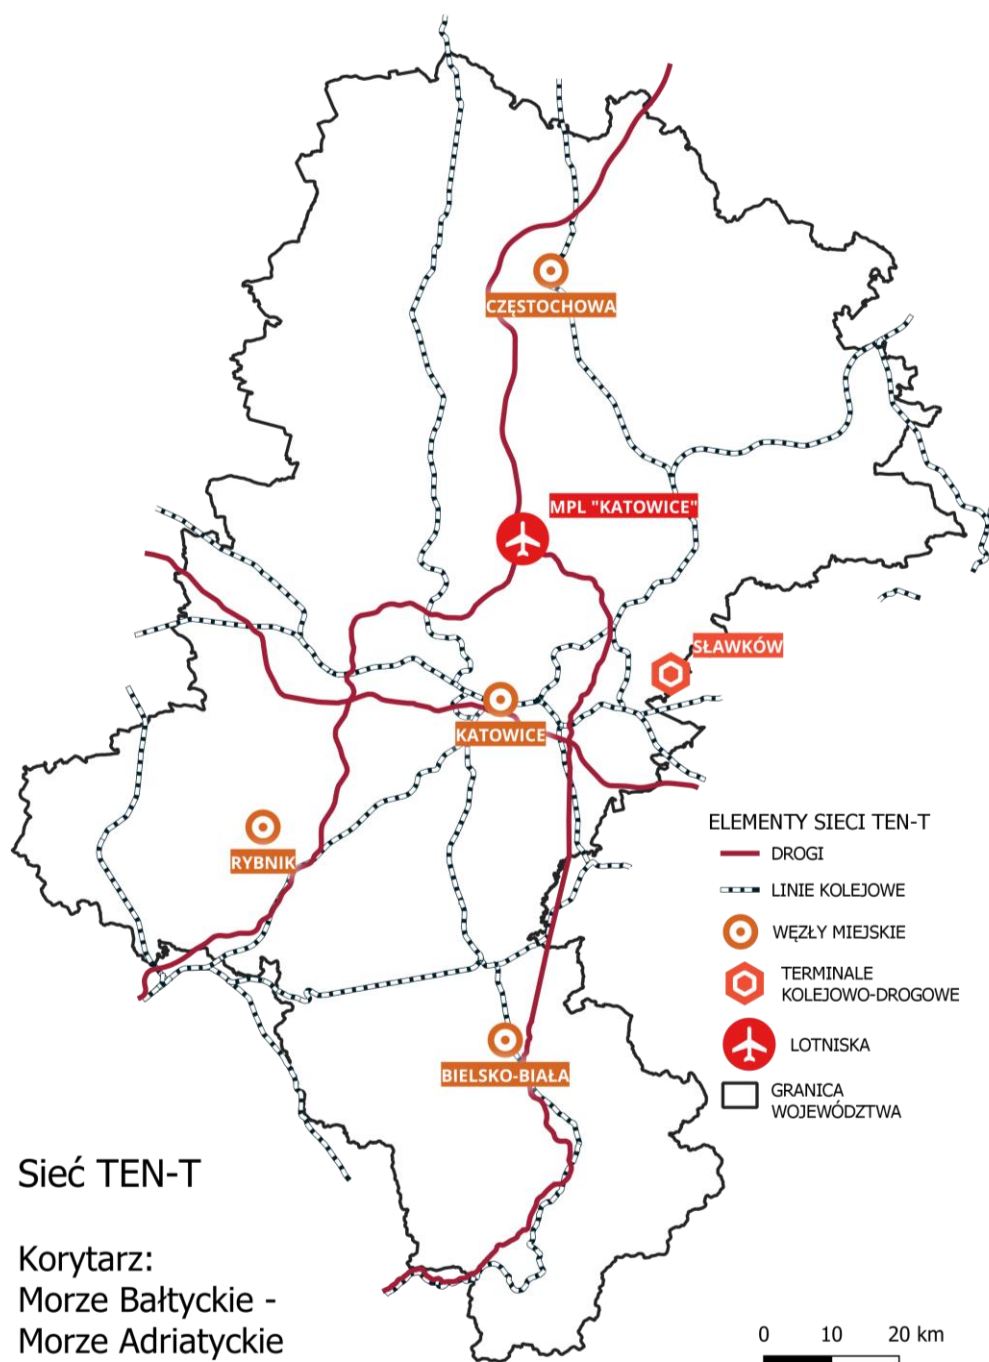 CZĘSTOCHOWA
MPL "KATOWICE"
SŁAWKÓW
KATOWICE
RYBNIK
BIELSKO-BIAŁA
ELEMENTY SIECI TEN-T
DROGI
LINIE KOLEJOWE
WĘZŁY MIEJSKIE
TERMINALE
KOLEJOWO-DROGOWE
LOTNISKA
GRANICA
WOJEWÓDZTWA
Sieć TEN-T
Korytarz:
Morze Bałtyckie -
Morze Adriatyckie
0 10 20 km